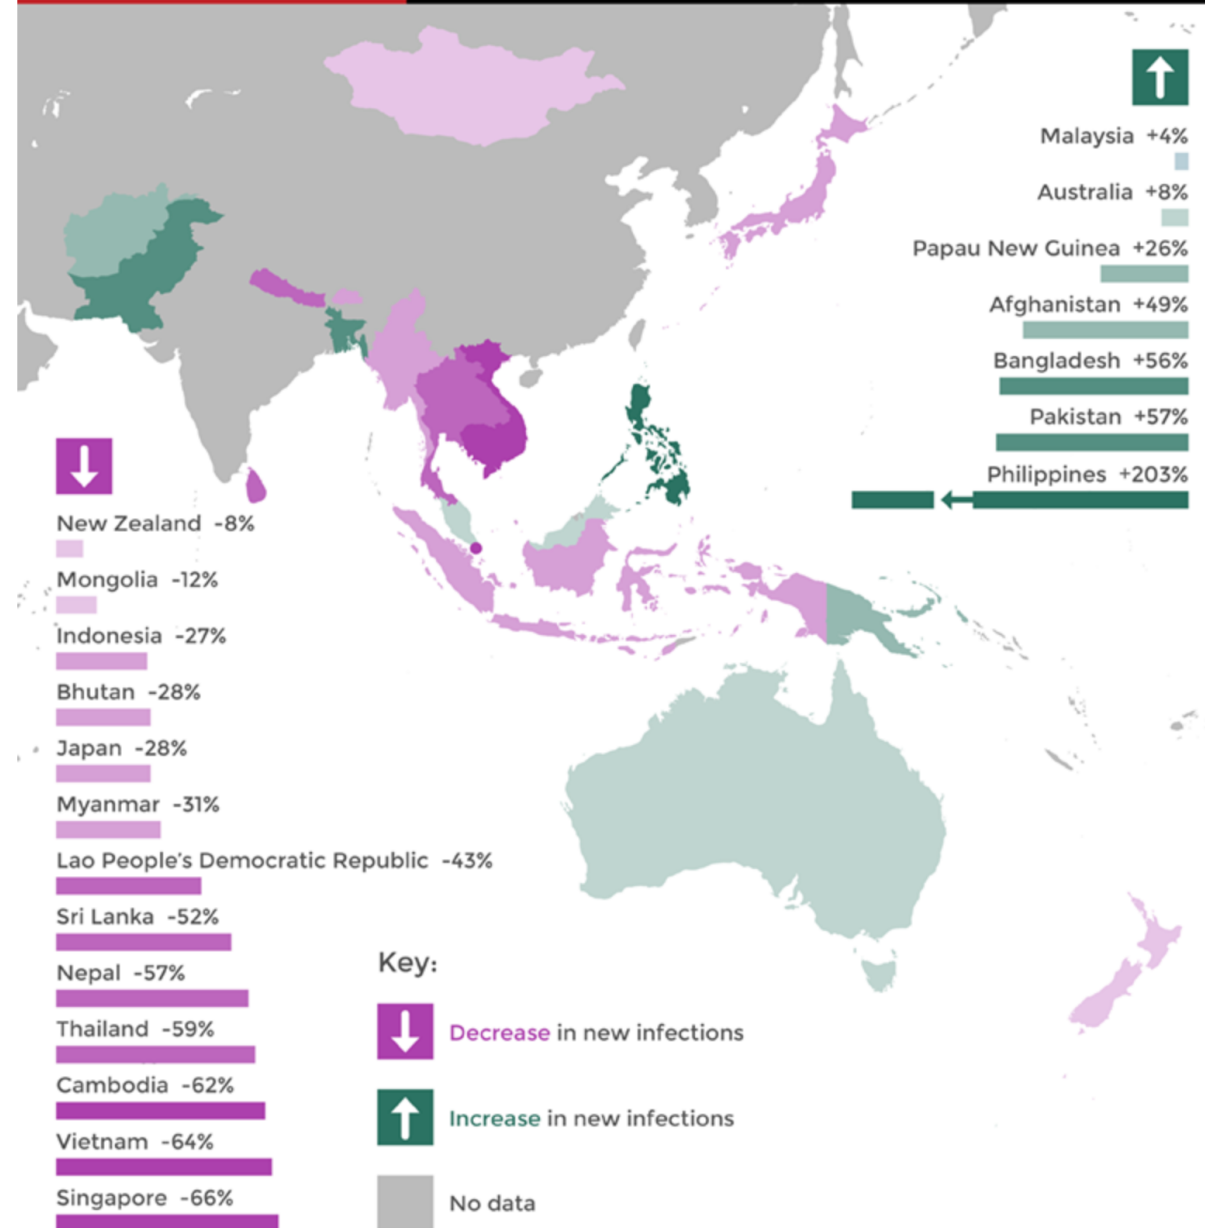 Malaysia +4%
Australia +8%
Papau New Guinea +26%
Afghanistan +49%
Bangladesh +56%
Pakistan +57%
Philippines +203%
New Zealand -8%
Mongolia -12%
Indonesia -27%
Bhutan -28%
Japan -28%
Myanmar -31%
Lao People's Democratic Republic -43%
Sri Lanka -52%
Nepal -57%
Thailand -59%
Cambodia -62%
Vietnam -64%
Singapore -66%
Key:
Decrease in new infections
Increase in new infections
No data